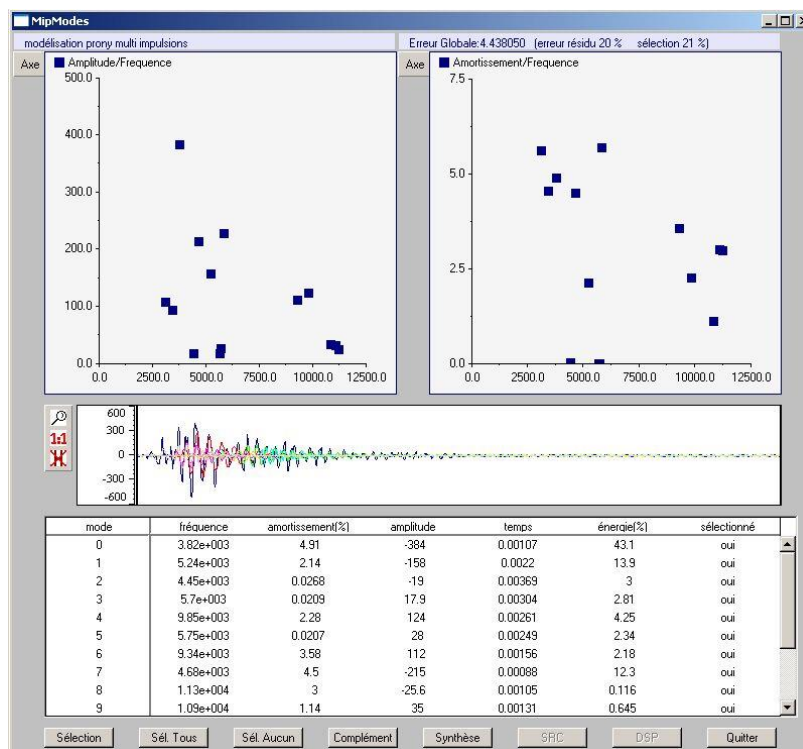 MipModes
modélisation prony multi impulsions
Erreur Globale:4.438050 (erreur résidu 20 % sélection 21 %)
Axe
Amplitude/Frequence
500.0
400.0
300.0
200.0
100.0
0.0
0.0 2500.0 5000.0 7500.0 10000.0 12500.0
Axe
Amortissement/Frequence
7.5
5.0
2.5
0.0
0.0 2500.0 5000.0 7500.0 10000.0 12500.0
1:1
600
300
0
-300
-600
mode fréquence amortissement(%) amplitude temps énergie(%) sélectionné
0 3.82e+003 4.91 -384 0.00107 43.1 oui
1 5.24e+003 2.14 -158 0.0022 13.9 oui
2 4.45e+003 0.0268 -19 0.00369 3 oui
3 5.7e+003 0.0209 17.9 0.00304 2.81 oui
4 9.85e+003 2.28 124 0.00261 4.25 oui
5 5.75e+003 0.0207 28 0.00249 2.34 oui
6 9.34e+003 3.58 112 0.00156 2.18 oui
7 4.68e+003 4.5 -215 0.00088 12.3 oui
8 1.13e+004 3 -25.6 0.00105 0.116 oui
9 1.09e+004 1.14 35 0.00131 0.645 oui
Sélection Sél. Tous Sél. Aucun Complément Synthèse SRC DSP Quitter